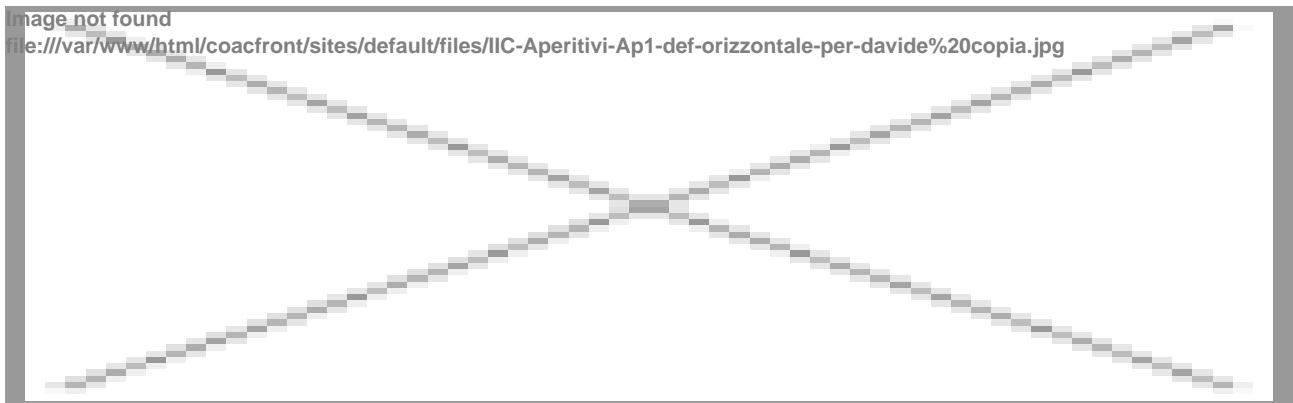 Image not found
file:///var/www/html/coacfront/sites/default/files/IIC-Aperitivi-Ap1-def-orizzontale-per-davide%20copia.jpg